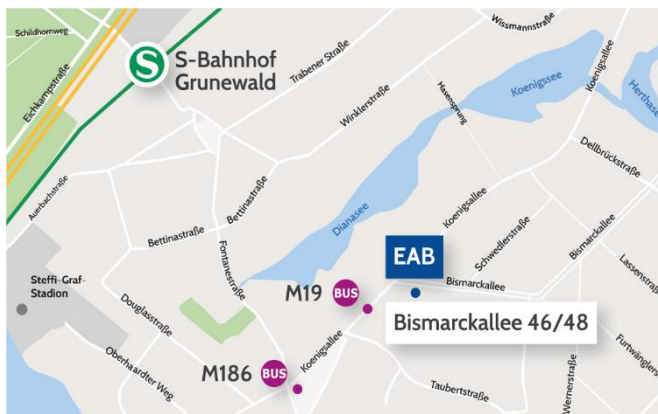 Schildhornweg
Eichkampstraße
S
S-Bahnhof
Grunewald
Trabener Straße
Wissmannstraße
Koenigsallee
Koenigssee
Herthasee
Hasensprung
Winklerstraße
Dellbrückstraße
Auerbachstraße
Bettinastraße
Bettinastraße
Dianasee
Koenigsallee
Schwedlerstraße
Bismarckallee
Lassenstraße
Fontanestraße
EAB
Bismarckallee
Steffi-Graf-
Stadion
M19
BUS
Bismarckallee 46/48
Douglasstraße
Oberhaardter Weg
Koenigsallee
M186
BUS
Taubertstraße
Wernerstraße